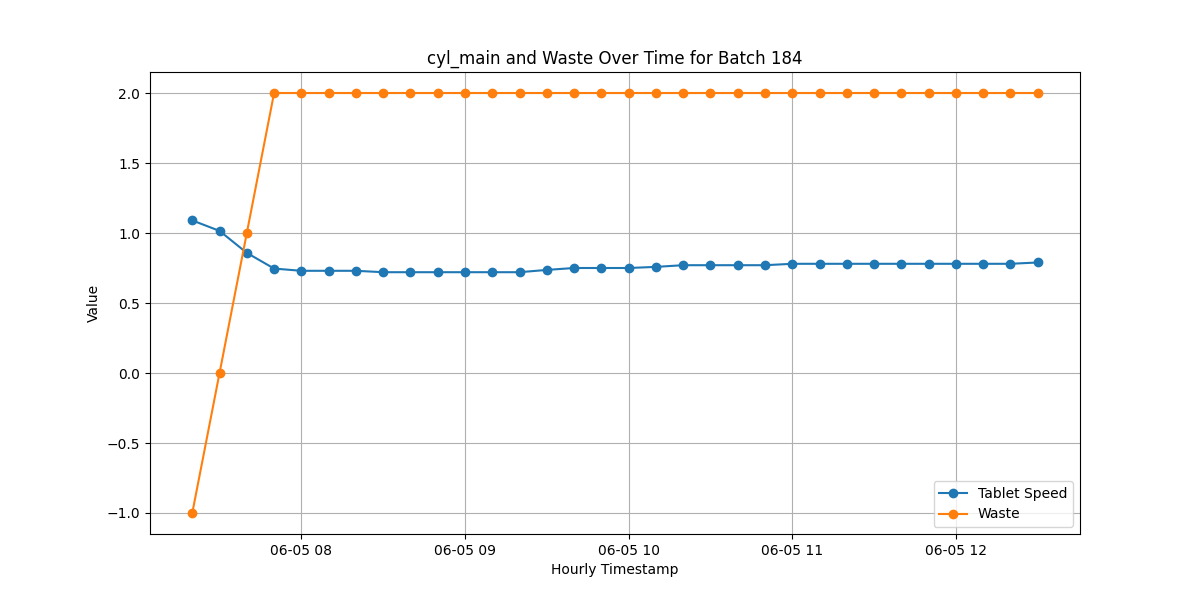 cyl_main and Waste Over Time for Batch 184
2.0
1.5
1.0
0.5
0.0
−0.5
−1.0
Value
Tablet Speed
Waste
06-05 08 06-05 09 06-05 10 06-05 11 06-05 12
Hourly Timestamp